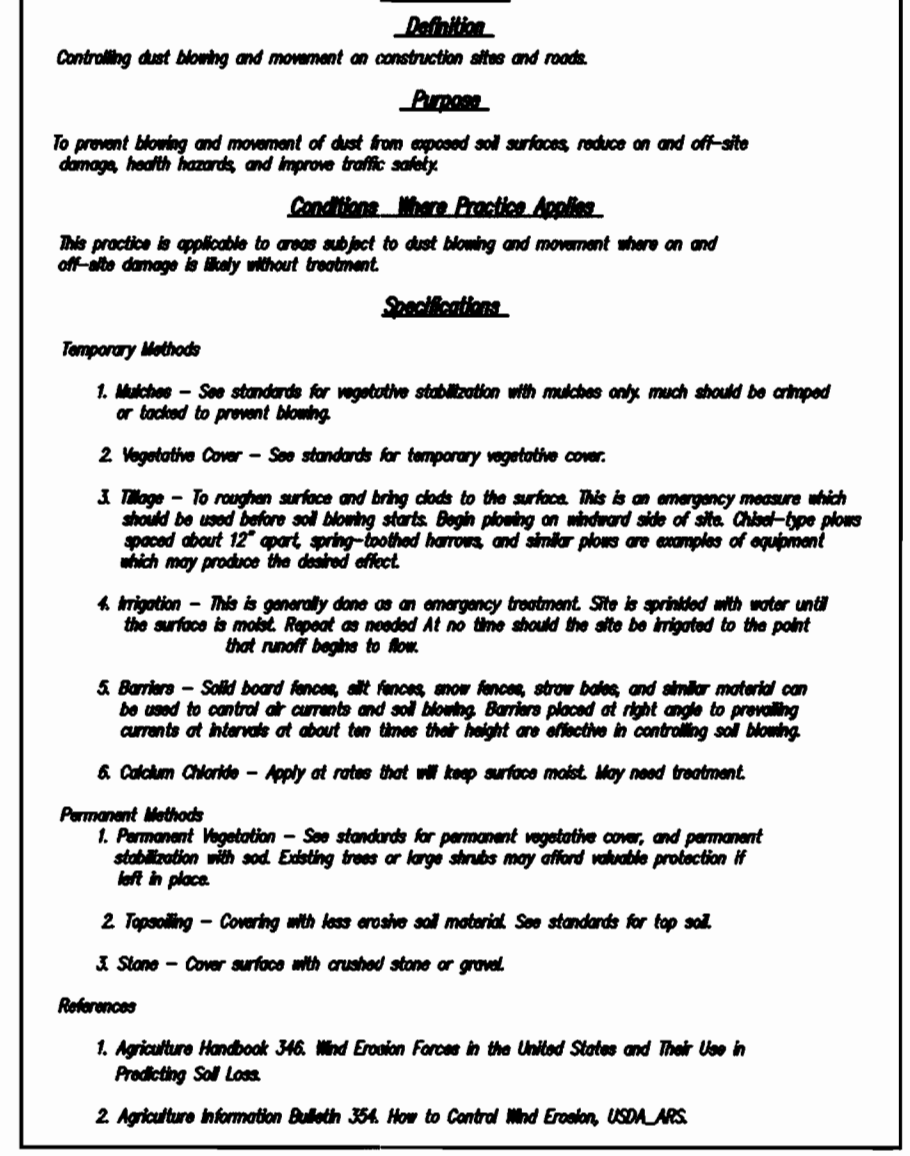 Definition
Controlling dust blowing and movement on construction sites and roads.
Purpose
To prevent blowing and movement of dust from exposed soil surfaces, reduce on and off-site
damage, health hazards, and improve traffic safety.
Conditions Where Practice Applies
This practice is applicable to areas subject to dust blowing and movement where on and
off-site damage is likely without treatment.
Specifications
Temporary Methods
1. Mulches - See standards for vegetative stabilization with mulches only. much should be crimped
or tacked to prevent blowing.
2. Vegetative Cover - See standards for temporary vegetative cover.
3. Tillage - To roughen surface and bring clods to the surface. This is an emergency measure which
should be used before soil blowing starts. Begin plowing on windward side of site. Chisel-type plows
spaced about 12" apart, spring-toothed harrows, and similar plows are examples of equipment
which may produce the desired effect.
4. Irrigation - This is generally done as an emergency treatment. Site is sprinkled with water until
the surface is moist. Repeat as needed At no time should the site be irrigated to the point
that runoff begins to flow.
5. Barriers - Solid board fences, silt fences, snow fences, straw bales, and similar material can
be used to control air currents and soil blowing. Barriers placed at right angle to prevailing
currents at intervals at about ten times their height are effective in controlling soil blowing.
6. Calcium Chloride - Apply at rates that will keep surface moist. May need treatment.
Permanent Methods
1. Permanent Vegetation - See standards for permanent vegetative cover, and permanent
stabilization with sod. Existing trees or large shrubs may afford valuable protection if
left in place.
2. Topsoiling - Covering with less erosive soil material. See standards for top soil.
3. Stone - Cover surface with crushed stone or gravel.
References
1. Agriculture Handbook 346. Wind Erosion Forces in the United States and Their Use in
Predicting Soil Loss.
2. Agriculture Information Bulletin 354. How to Control Wind Erosion, USDA_ARS.